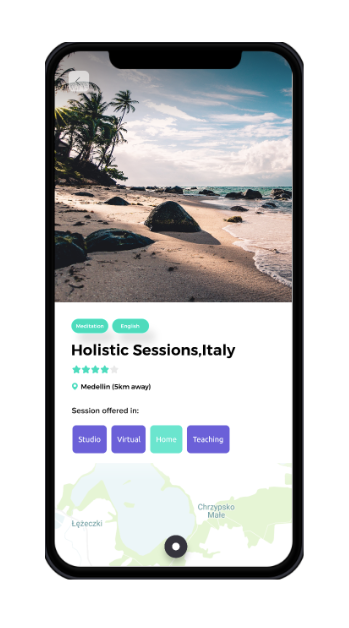 Meditation English
Holistic Sessions,Italy
Medellin (5km away)
Session offered in:
Studio Virtual Home Teaching
Chrzypsko
Małe
Łężeczki